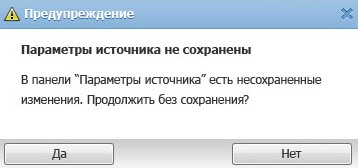 Предупреждение
Параметры источника не сохранены
В панели “Параметры источника” есть несохраненные
изменения. Продолжить без сохранения?
Да Нет